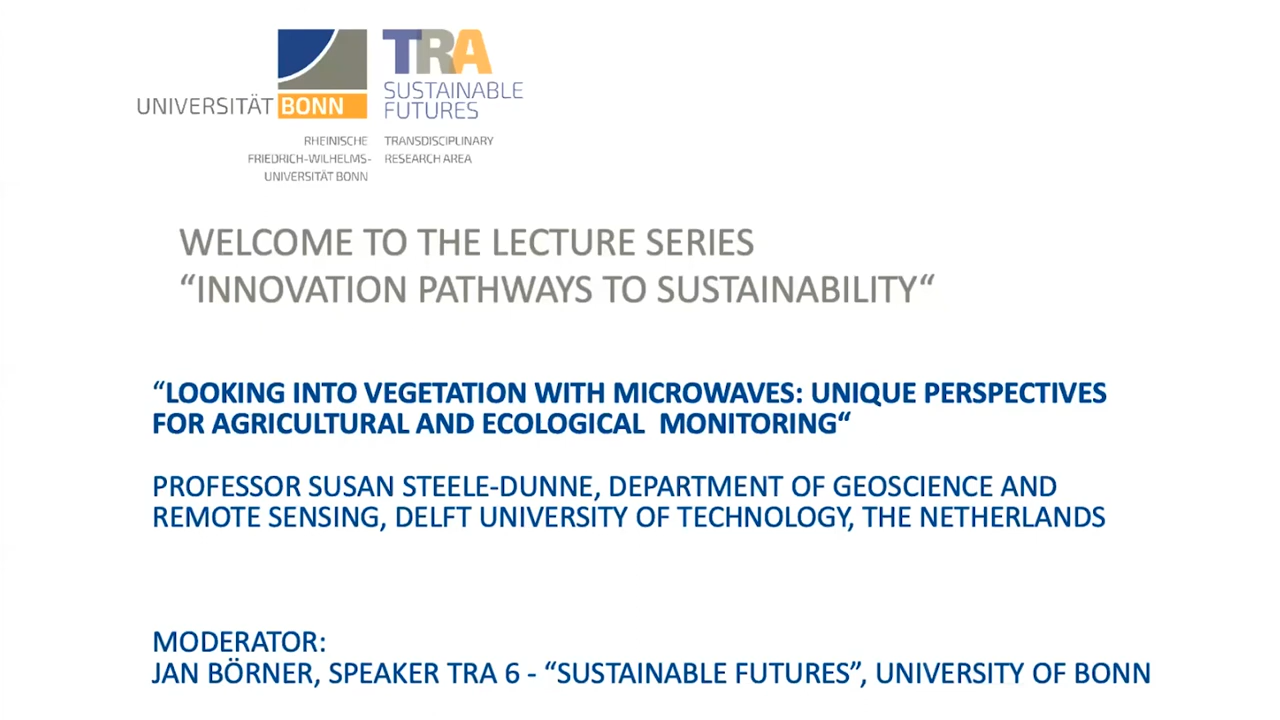 UNIVERSITÄT BONN
TRA
SUSTAINABLE
FUTURES
RHEINISCHE
FRIEDRICH-WILHELMS-
UNIVERSITÄT BONN
TRANSDISCIPLINARY
RESEARCH AREA
WELCOME TO THE LECTURE SERIES
“INNOVATION PATHWAYS TO SUSTAINABILITY“
“LOOKING INTO VEGETATION WITH MICROWAVES: UNIQUE PERSPECTIVES
FOR AGRICULTURAL AND ECOLOGICAL MONITORING“
PROFESSOR SUSAN STEELE-DUNNE, DEPARTMENT OF GEOSCIENCE AND
REMOTE SENSING, DELFT UNIVERSITY OF TECHNOLOGY, THE NETHERLANDS
MODERATOR:
JAN BÖRNER, SPEAKER TRA 6 - “SUSTAINABLE FUTURES”, UNIVERSITY OF BONN